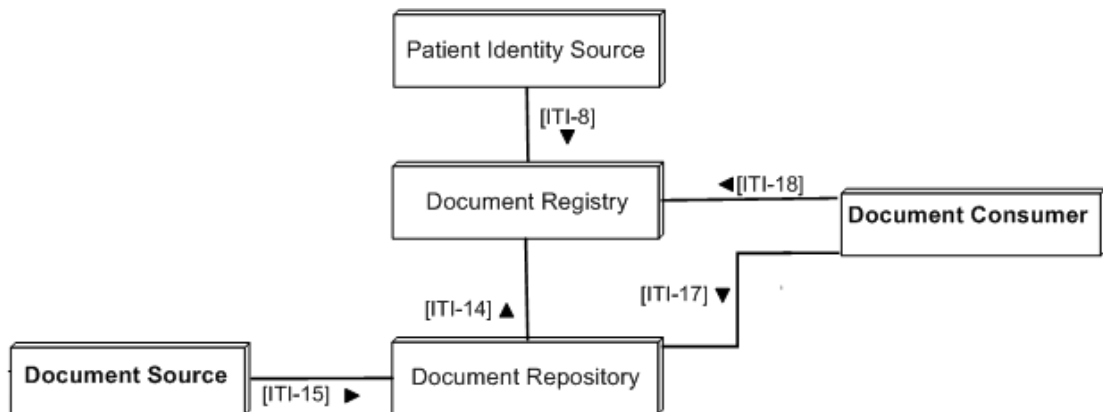 Patient Identity Source
[ITI-8]
Document Registry
[ITI-18]
Document Consumer
[ITI-17]
[ITI-14]
Document Source
[ITI-15]
Document Repository